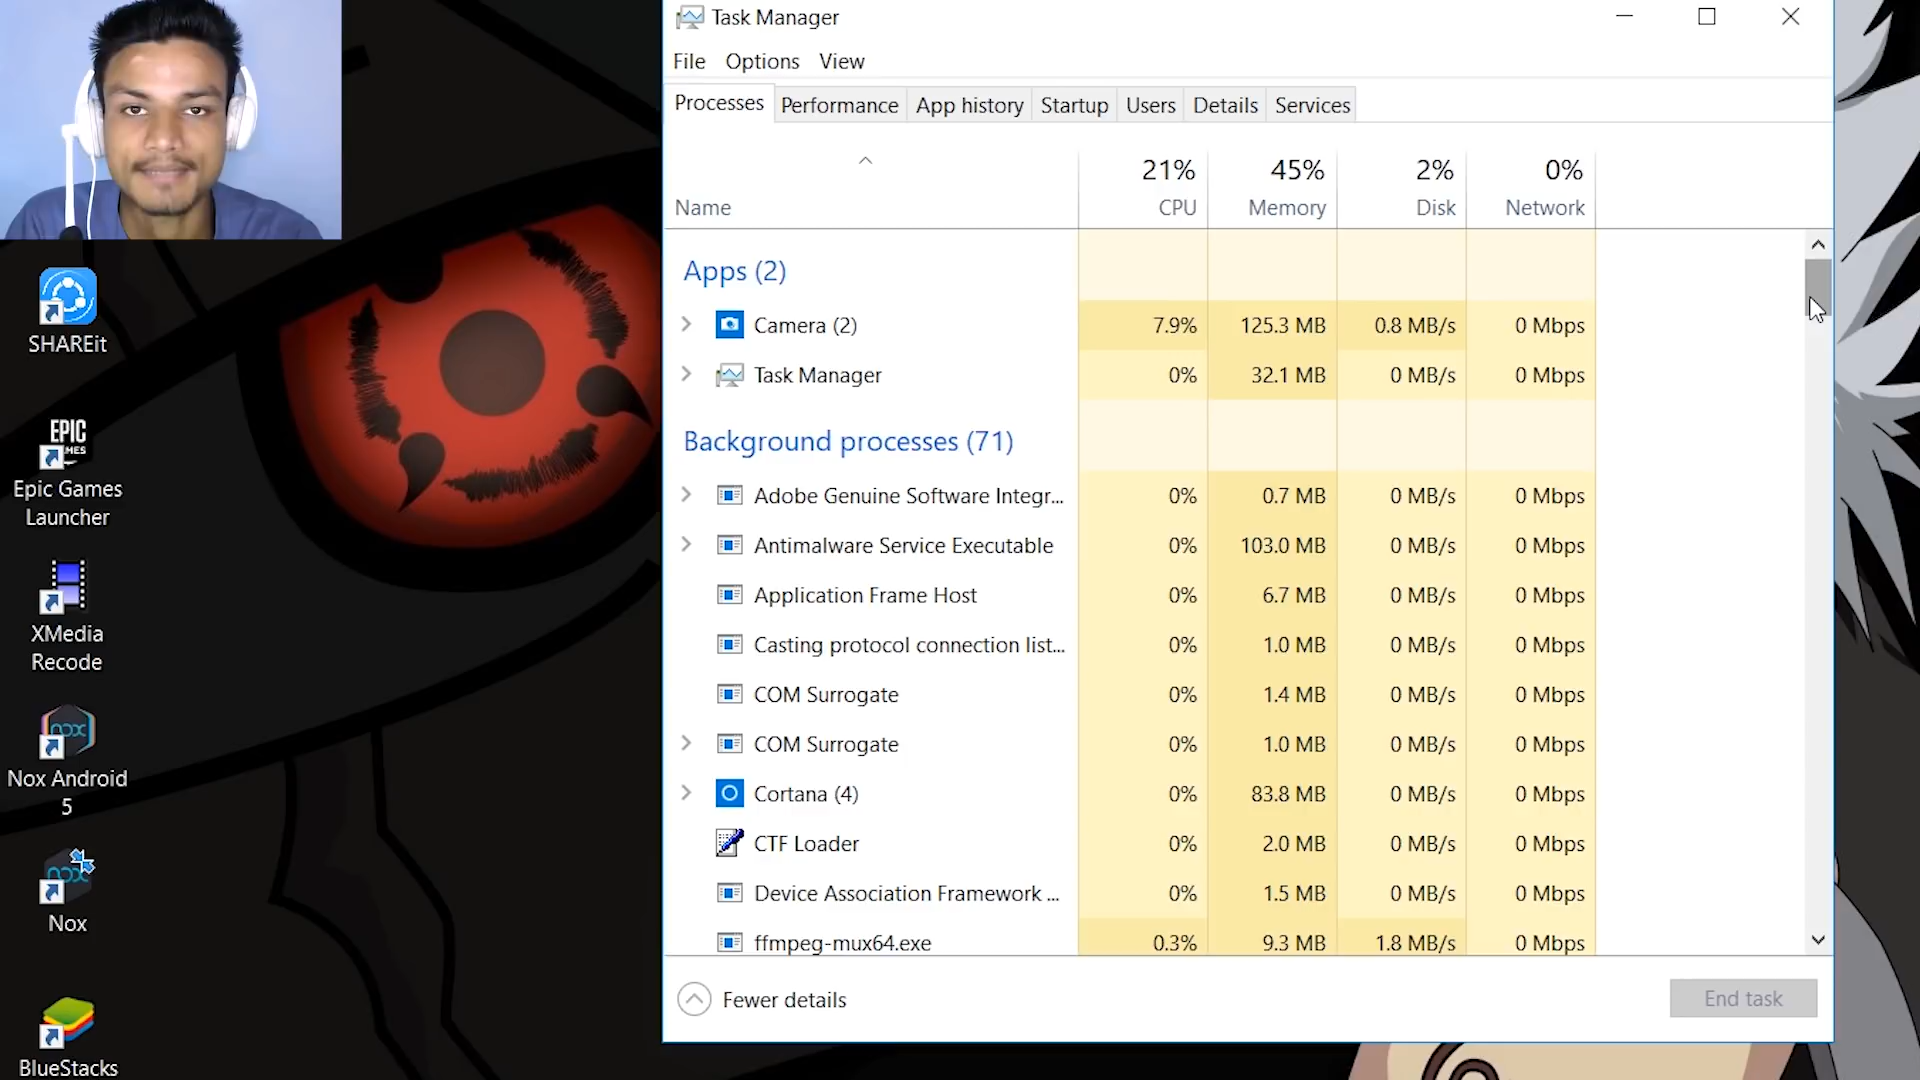 Task Manager
File Options View
Processes Performance App history Startup Users Details Services
21% 45% 2% 0%
Name CPU Memory Disk Network
Apps (2)
Camera (2) 7.9% 125.3 MB 0.8 MB/s 0 Mbps
Task Manager 0% 32.1 MB 0 MB/s 0 Mbps
Background processes (71)
Adobe Genuine Software Integr... 0% 0.7 MB 0 MB/s 0 Mbps
Antimalware Service Executable 0% 103.0 MB 0 MB/s 0 Mbps
Application Frame Host 0% 6.7 MB 0 MB/s 0 Mbps
Casting protocol connection list... 0% 1.0 MB 0 MB/s 0 Mbps
COM Surrogate 0% 1.4 MB 0 MB/s 0 Mbps
COM Surrogate 0% 1.0 MB 0 MB/s 0 Mbps
Cortana (4) 0% 83.8 MB 0 MB/s 0 Mbps
CTF Loader 0% 2.0 MB 0 MB/s 0 Mbps
Device Association Framework ... 0% 1.5 MB 0 MB/s 0 Mbps
ffmpeg-mux64.exe 0.3% 9.3 MB 1.8 MB/s 0 Mbps
Fewer details
End task
SHAREit
EPIC
Epic Games
Launcher
XMedia
Recode
nox
Nox Android
5
nox
Nox
BlueStacks